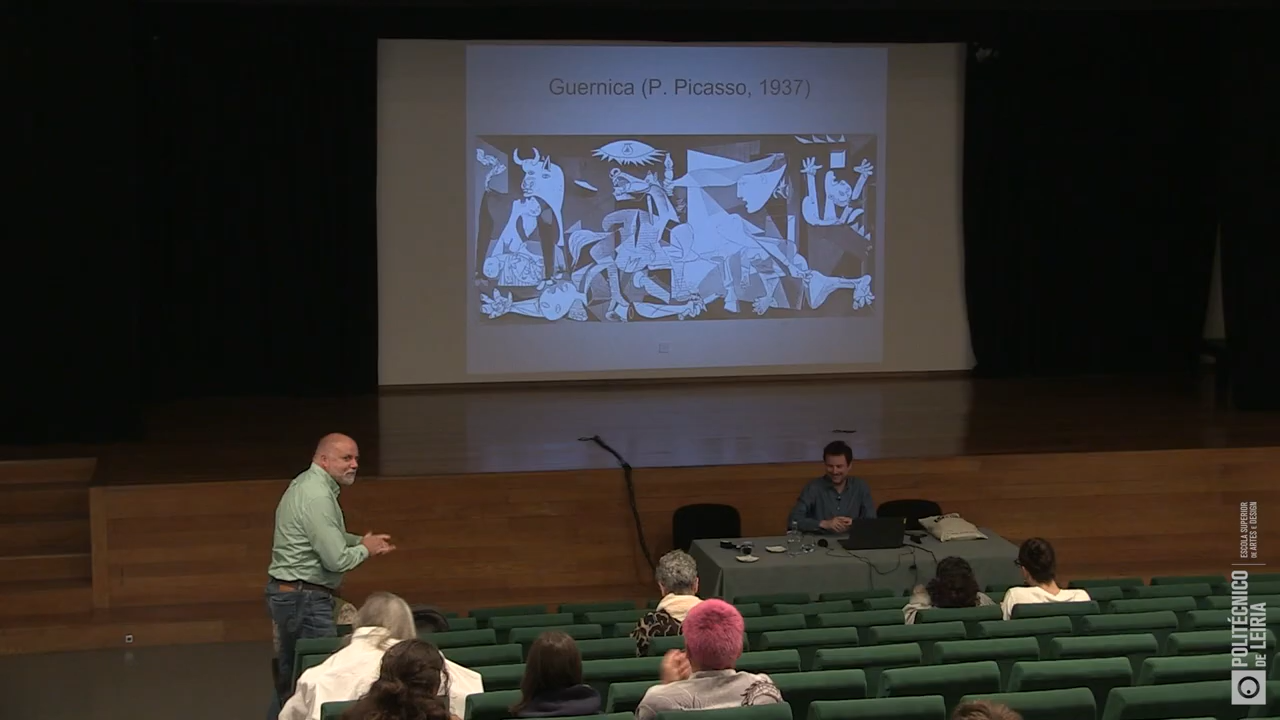 Guernica (P. Picasso, 1937)
POLITÉCNICO
DE LEIRIA
ESCOLA SUPERIOR
DE ARTES E DESIGN